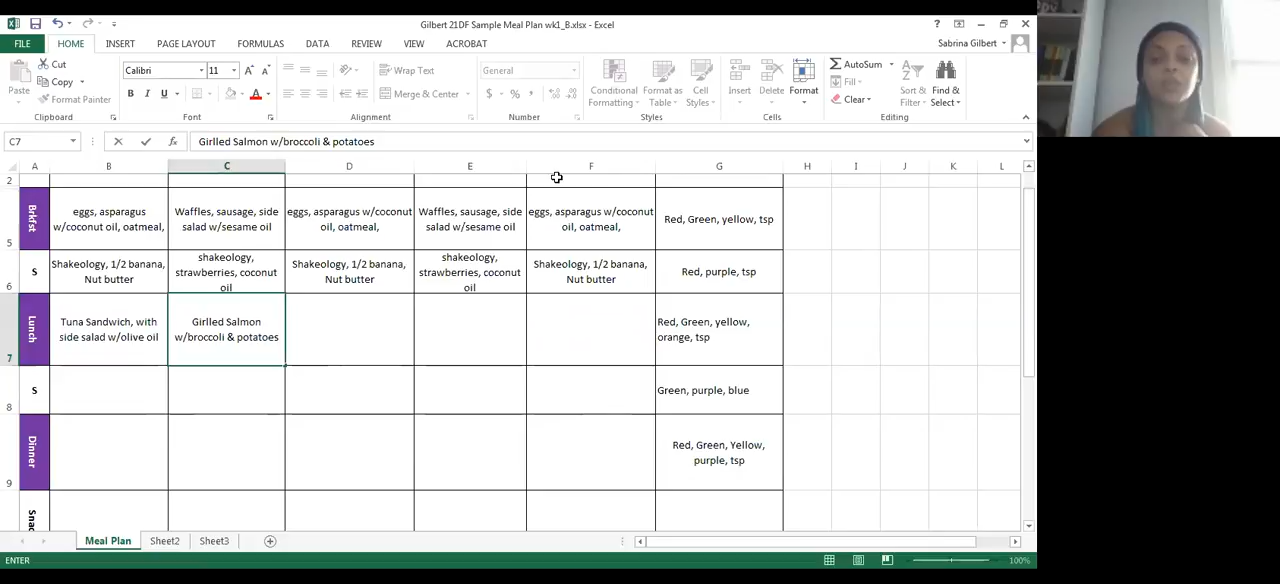 Gilbert 21DF Sample Meal Plan wk1_B.xlsx - Excel
FILE HOME INSERT PAGE LAYOUT FORMULAS DATA REVIEW VIEW ACROBAT Sabrina Gilbert
Paste Cut Copy Format Painter Clipboard
Calibri 11 B I U A Font
Wrap Text Merge & Center Alignment
General $ % , Number
Conditional Formatting Format as Table Cell Styles Styles
Insert Delete Format Cells
AutoSum Fill Clear Sort & Filter Find & Select Editing
C7 fx Girlled Salmon w/broccoli & potatoes
A B C D E F G H I J K L
2
5 Brkfst
eggs, asparagus
w/coconut oil, oatmeal,
Waffles, sausage, side
salad w/sesame oil
eggs, asparagus w/coconut
oil, oatmeal,
Waffles, sausage, side
salad w/sesame oil
eggs, asparagus w/coconut
oil, oatmeal,
Red, Green, yellow, tsp
6 S
Shakeology, 1/2 banana,
Nut butter
shakeology,
strawberries, coconut
oil
Shakeology, 1/2 banana,
Nut butter
shakeology,
strawberries, coconut
oil
Shakeology, 1/2 banana,
Nut butter
Red, purple, tsp
7 Lunch
Tuna Sandwich, with
side salad w/olive oil
Girlled Salmon
w/broccoli & potatoes
Red, Green, yellow,
orange, tsp
8 S
Green, purple, blue
9 Dinner
Red, Green, Yellow,
purple, tsp
Snac
Meal Plan Sheet2 Sheet3
ENTER 100%